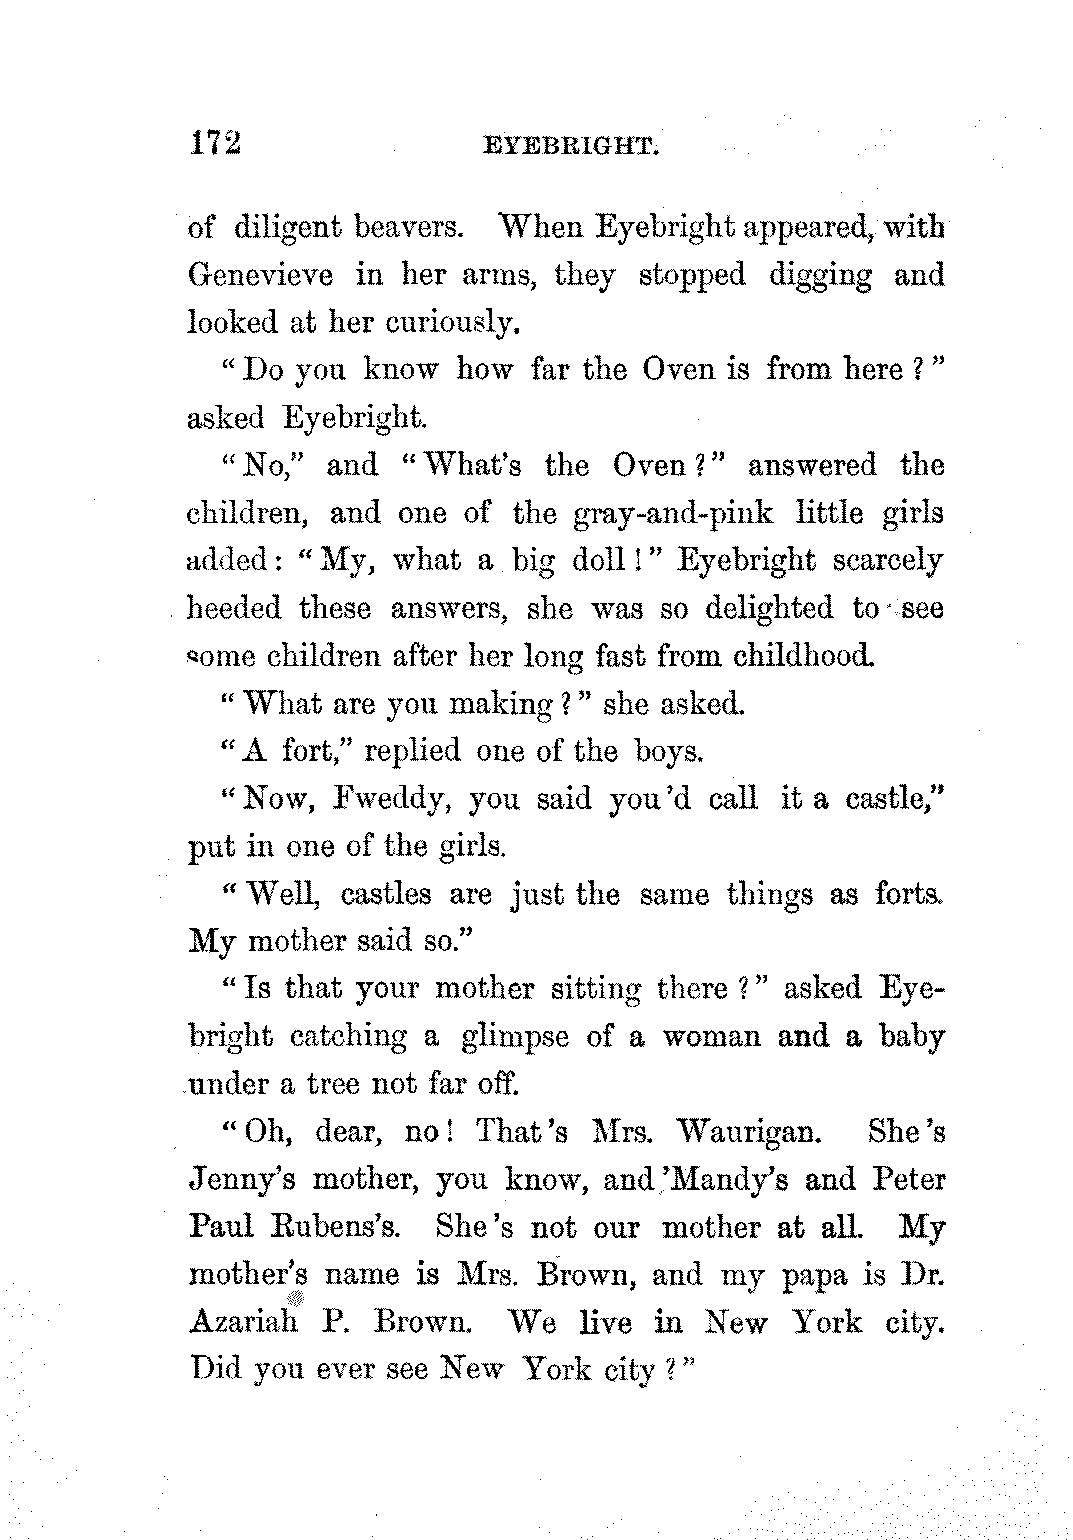 172 EYEBRIGHT.
of diligent beavers. When Eyebright appeared, with
Genevieve in her arms, they stopped digging and
looked at her curiously.
"Do you know how far the Oven is from here?"
asked Eyebright.
"No," and "What's the Oven?" answered the
children, and one of the gray-and-pink little girls
added: "My, what a big doll!" Eyebright scarcely
heeded these answers, she was so delighted to see
some children after her long fast from childhood.
"What are you making?" she asked.
"A fort," replied one of the boys.
"Now, Fweddy, you said you'd call it a castle,"
put in one of the girls.
"Well, castles are just the same things as forts.
My mother said so."
"Is that your mother sitting there?" asked Eye-
bright catching a glimpse of a woman and a baby
under a tree not far off.
"Oh, dear, no! That's Mrs. Waurigan. She's
Jenny's mother, you know, and 'Mandy's and Peter
Paul Rubens's. She's not our mother at all. My
mother's name is Mrs. Brown, and my papa is Dr.
Azariah P. Brown. We live in New York city.
Did you ever see New York city?"